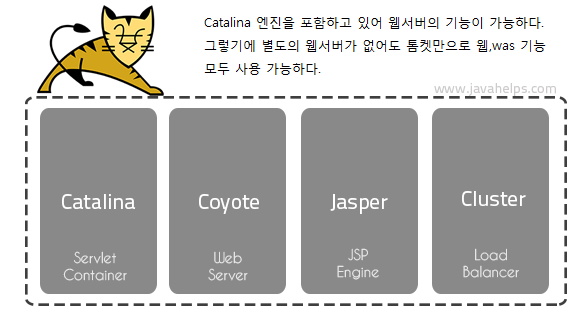 Catalina 엔진을 포함하고 있어 웹서버의 기능이 가능하다.
그렇기에 별도의 웹서버가 없어도 톰켓만으로 웹,was 기능
모두 사용 가능하다.
www.javahelps.com
Catalina
Servlet
Container
Coyote
Web
Server
Jasper
JSP
Engine
Cluster
Load
Balancer